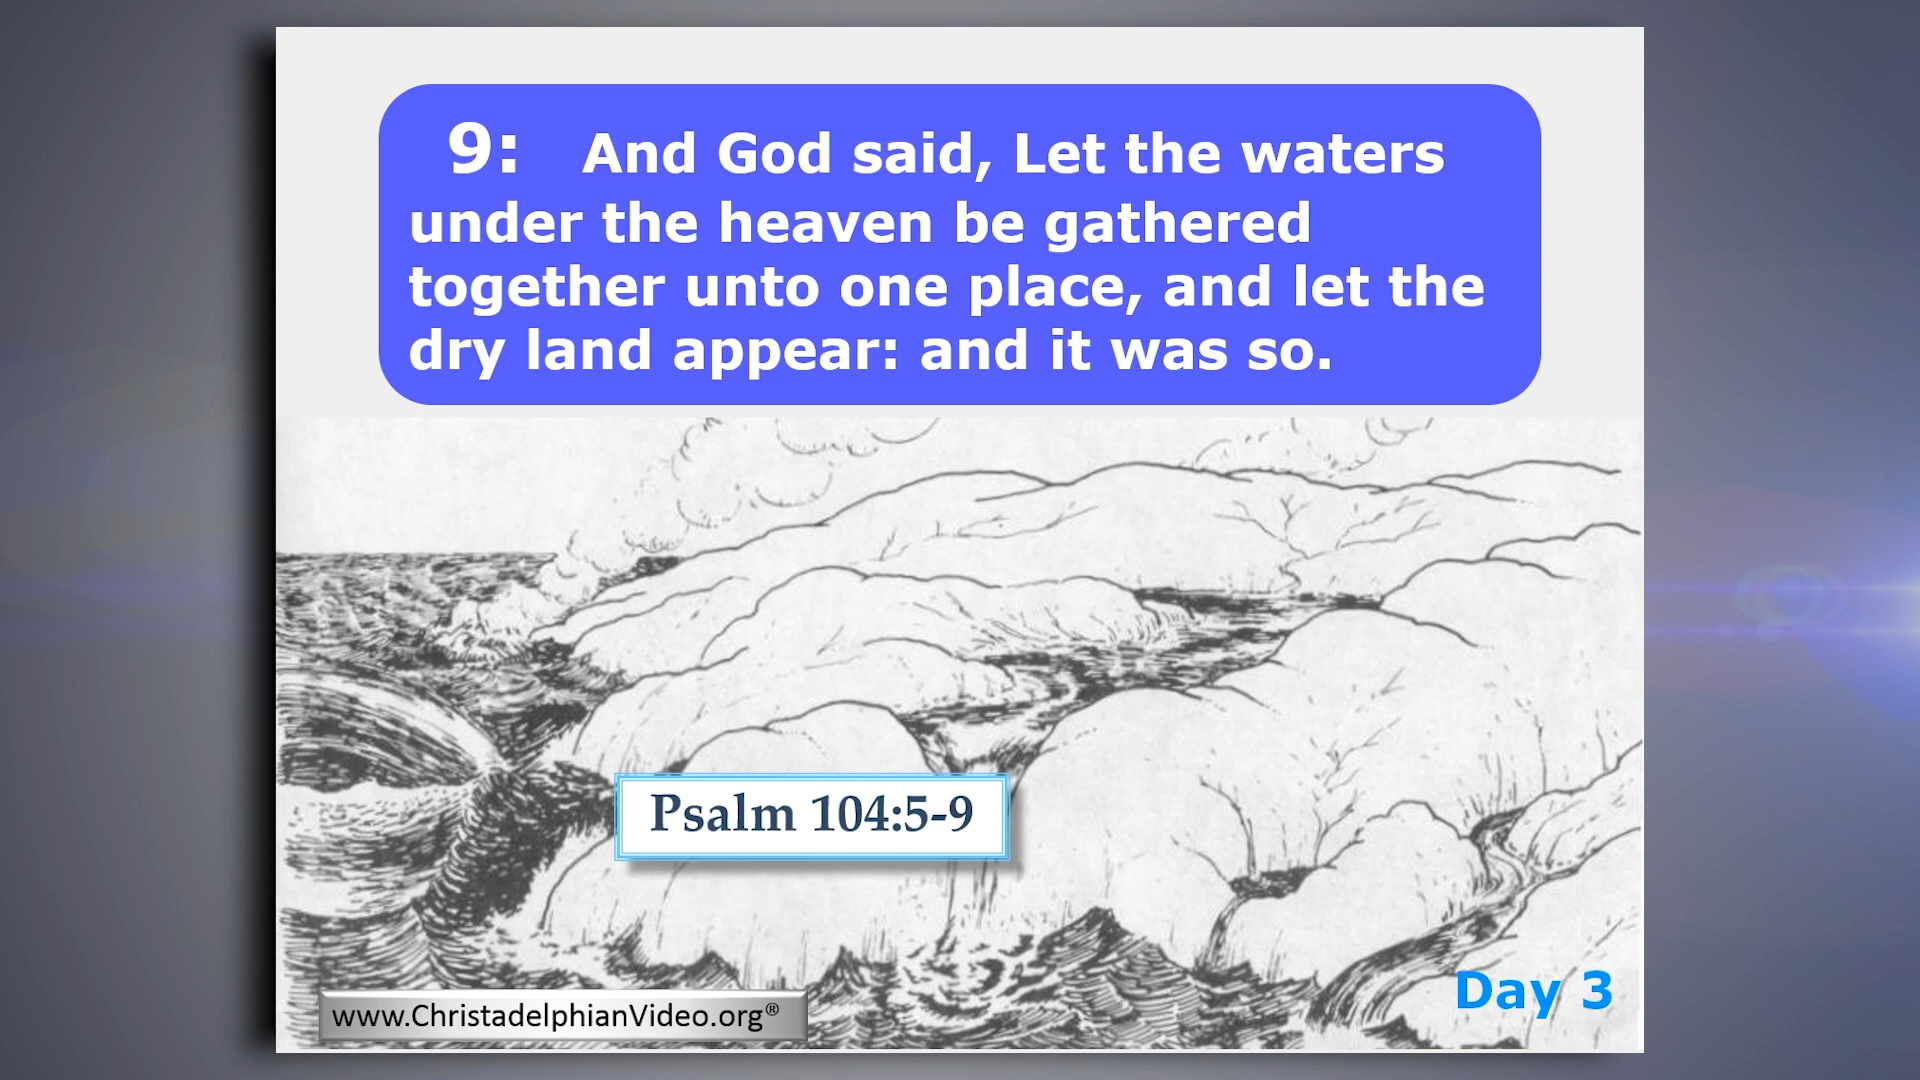 9: And God said, Let the waters
under the heaven be gathered
together unto one place, and let the
dry land appear: and it was so.
Psalm 104:5-9
Day 3
www.ChristadelphianVideo.org®